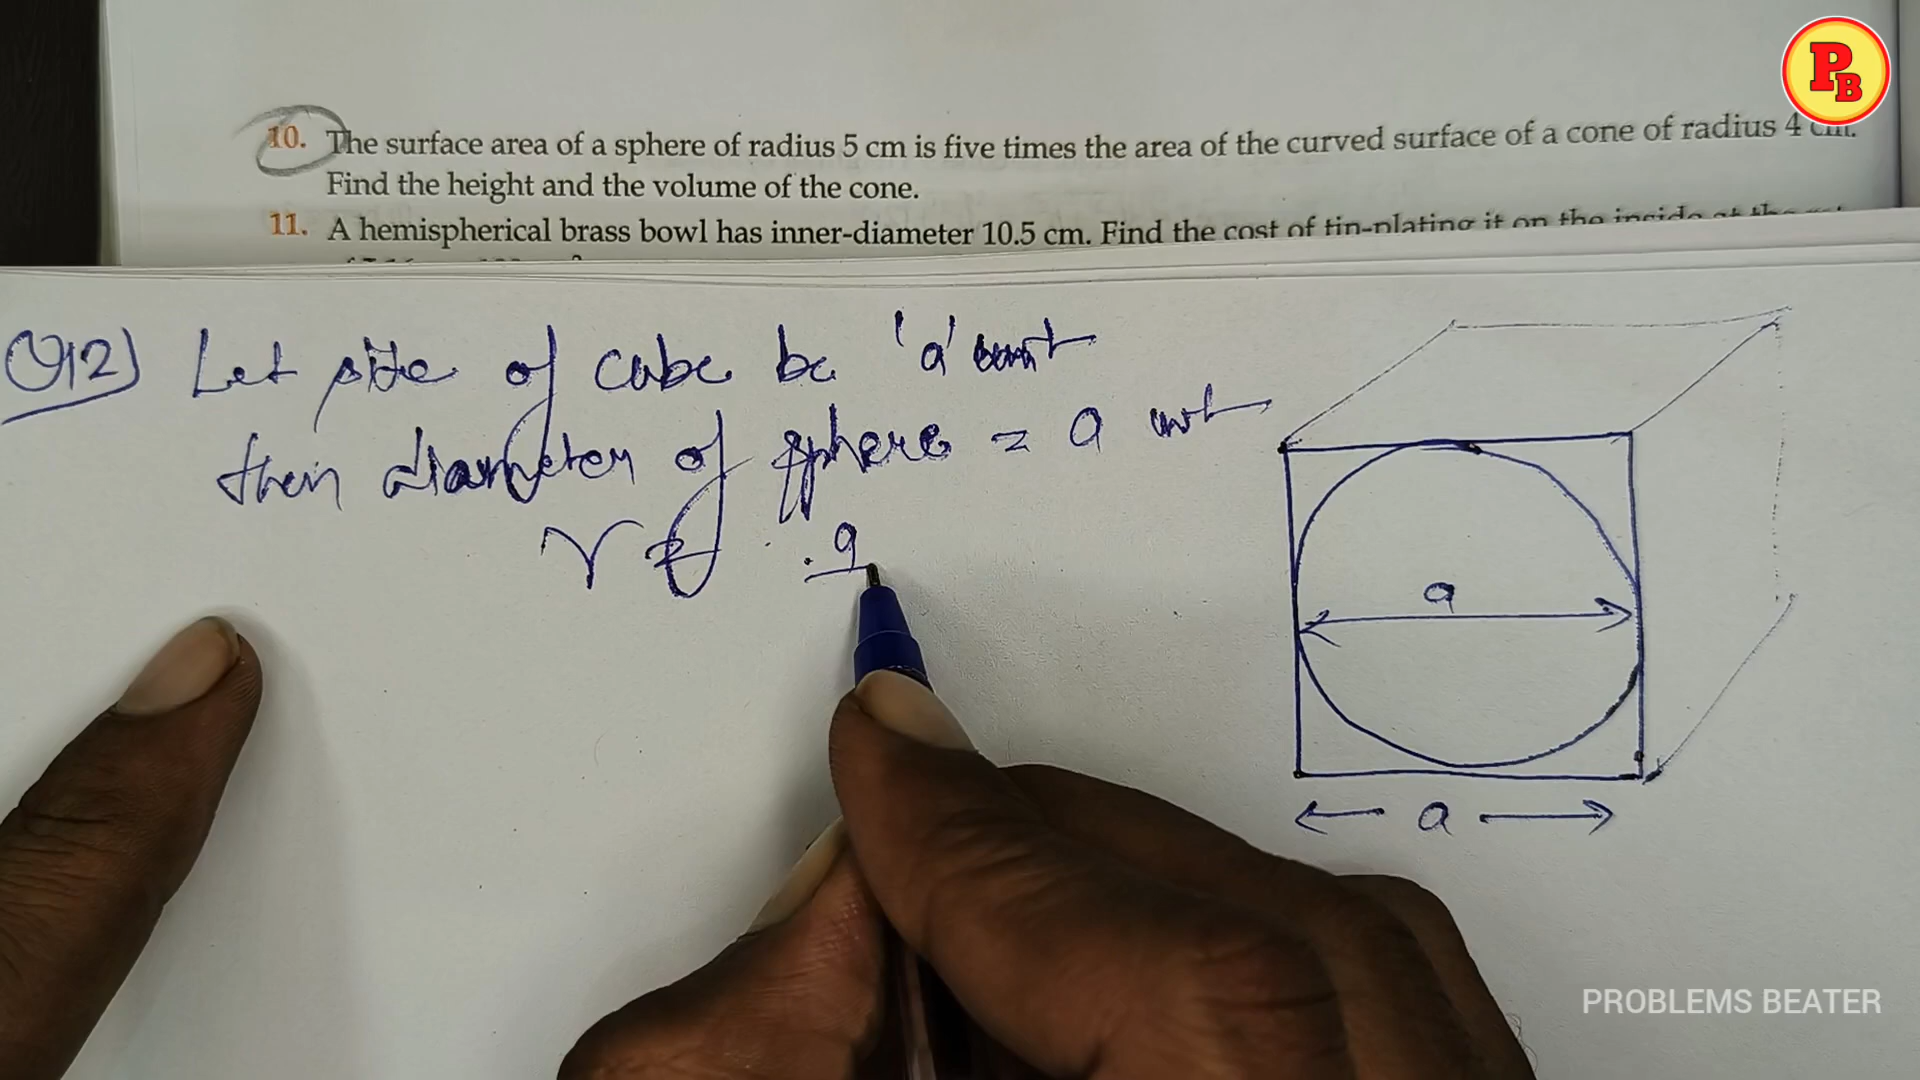 PB
10. The surface area of a sphere of radius 5 cm is five times the area of the curved surface of a cone of radius 4 cm.
Find the height and the volume of the cone.
11. A hemispherical brass bowl has inner-diameter 10.5 cm. Find the cost of tin-plating it on the inside at the
Q12) Let side of cube be 'a' unit
then diameter of sphere = a unit
r = a
a
a
PROBLEMS BEATER